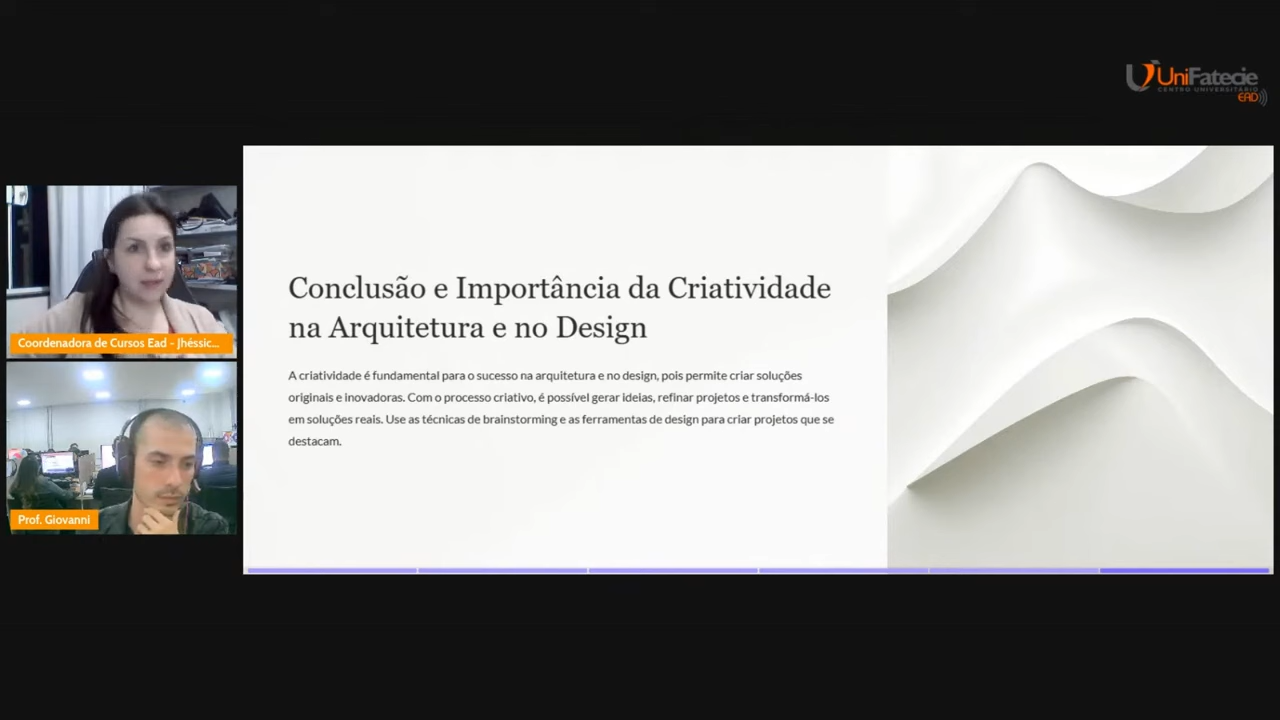 UniFatecie
CENTRO UNIVERSITÁRIO
EAD
Coordenadora de Cursos Ead - Jhéssic...
Prof. Giovanni
Conclusão e Importância da Criatividade
na Arquitetura e no Design
A criatividade é fundamental para o sucesso na arquitetura e no design, pois permite criar soluções
originais e inovadoras. Com o processo criativo, é possível gerar ideias, refinar projetos e transformá-los
em soluções reais. Use as técnicas de brainstorming e as ferramentas de design para criar projetos que se
destacam.